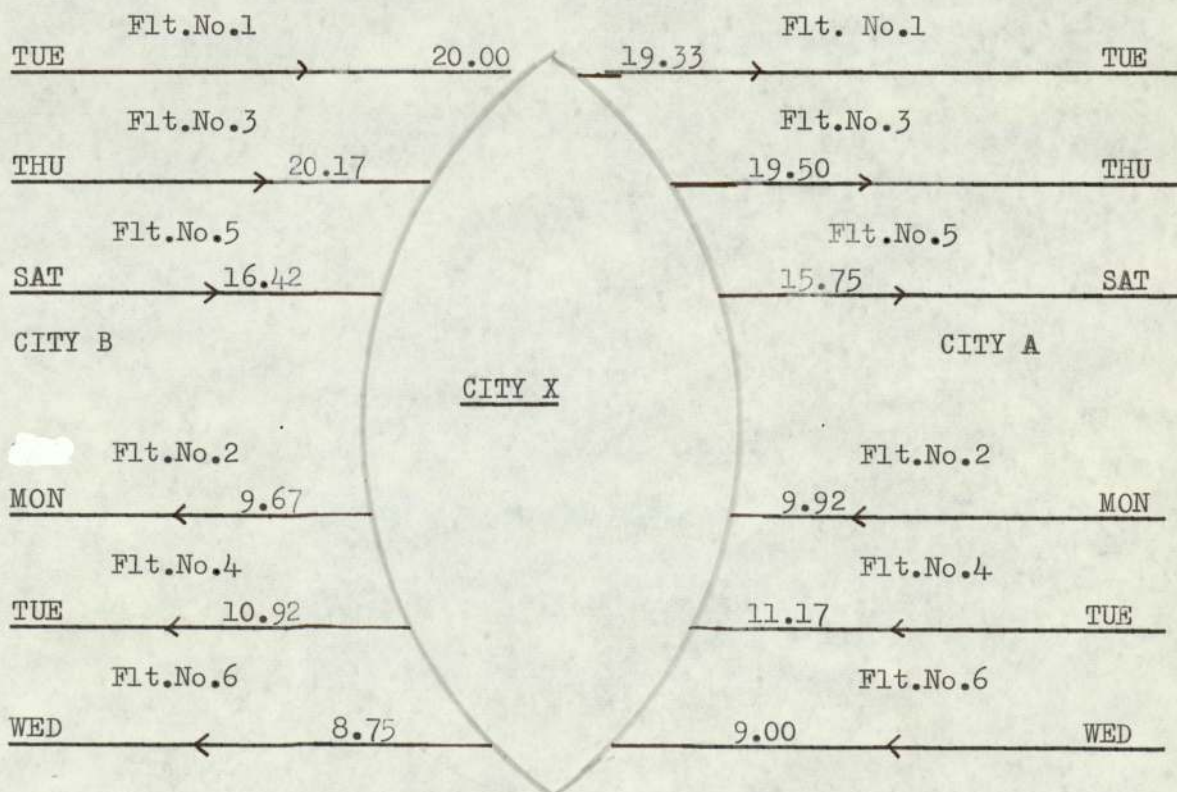 Flt.No.1 Flt. No.1
TUE 20.00 19.33 TUE
Flt.No.3 Flt.No.3
THU 20.17 19.50 THU
Flt.No.5 Flt.No.5
SAT 16.42 15.75 SAT
CITY B CITY A
CITY X
Flt.No.2 Flt.No.2
MON 9.67 9.92 MON
Flt.No.4 Flt.No.4
TUE 10.92 11.17 TUE
Flt.No.6 Flt.No.6
WED 8.75 9.00 WED